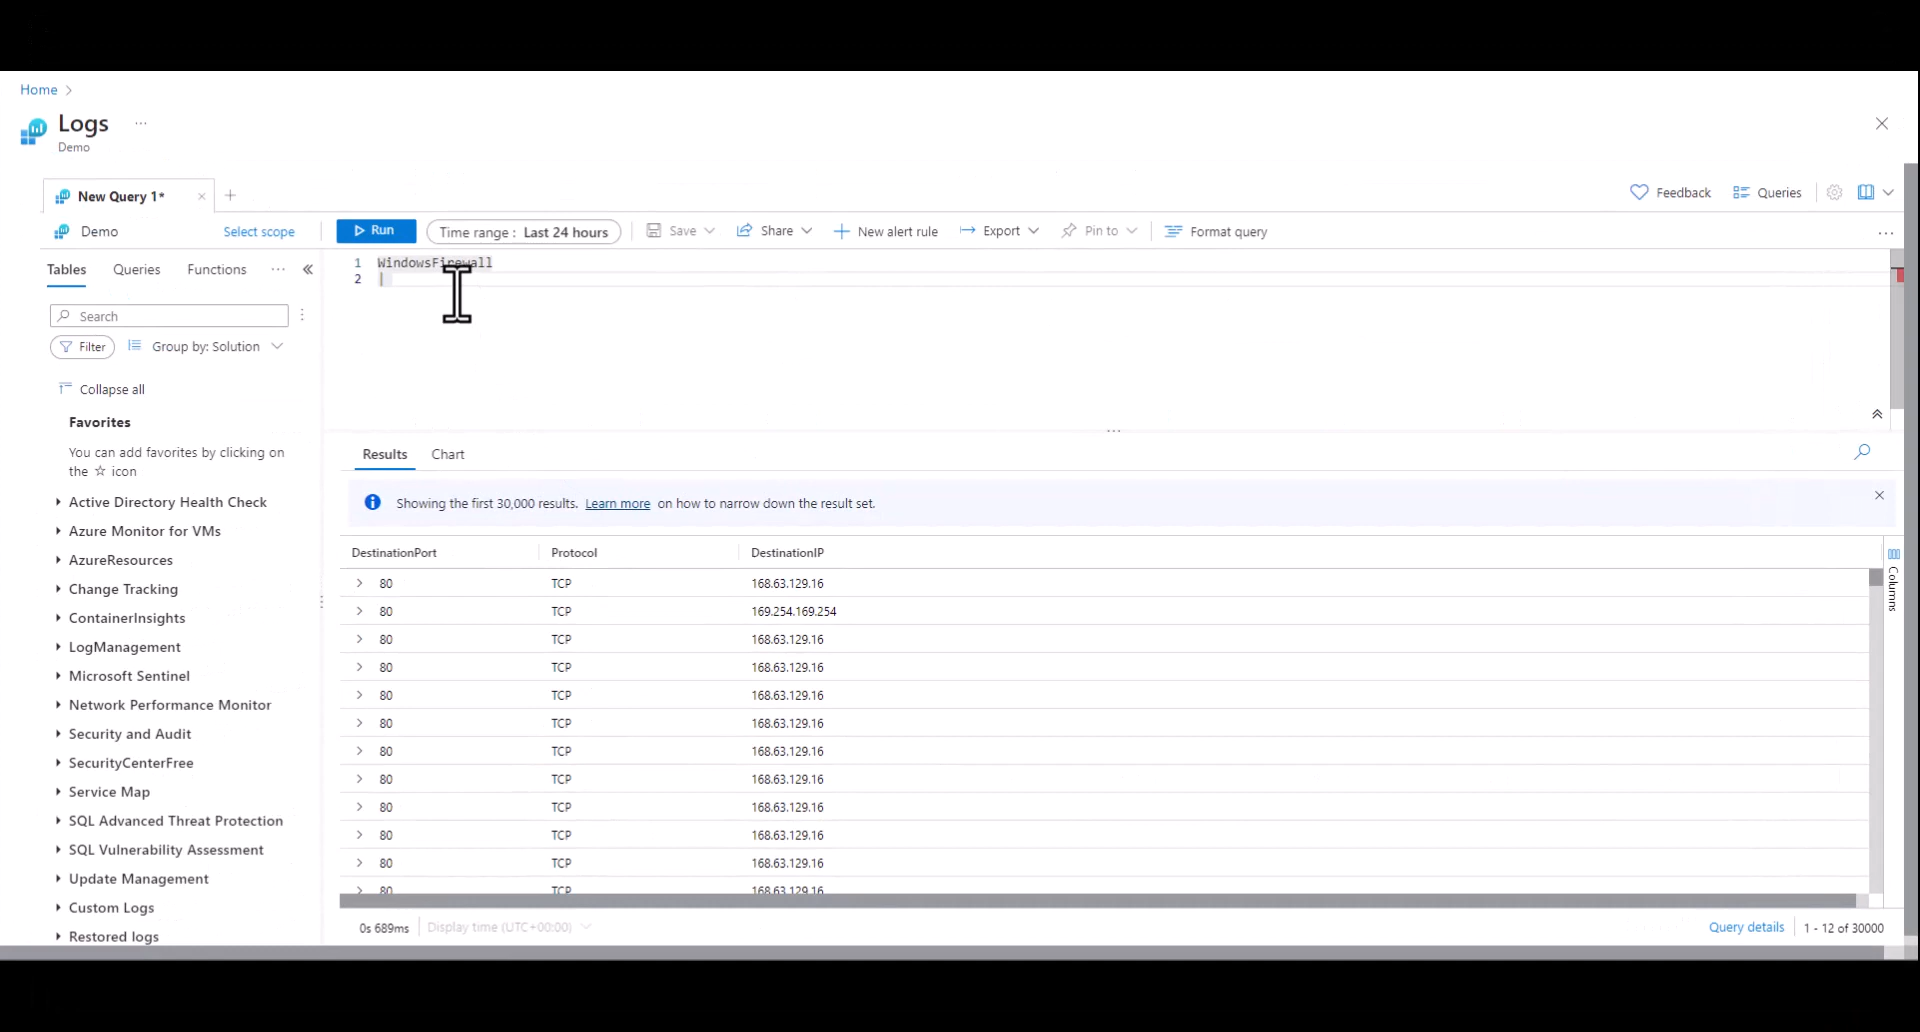 Home
Logs ...
Demo
New Query 1*
Feedback
Queries
Demo
Select scope
Run
Time range : Last 24 hours
Save
Share
New alert rule
Export
Pin to
Format query
...
Tables
Queries
Functions
...
1 WindowsFirewall
2 |
Search
Filter
Group by: Solution
Collapse all
Favorites
You can add favorites by clicking on
the ☆ icon
Active Directory Health Check
Azure Monitor for VMs
AzureResources
Change Tracking
ContainerInsights
LogManagement
Microsoft Sentinel
Network Performance Monitor
Security and Audit
SecurityCenterFree
Service Map
SQL Advanced Threat Protection
SQL Vulnerability Assessment
Update Management
Custom Logs
Restored logs
Results
Chart
Showing the first 30,000 results. Learn more on how to narrow down the result set.
DestinationPort Protocol DestinationIP
80 TCP 168.63.129.16
80 TCP 169.254.169.254
80 TCP 168.63.129.16
80 TCP 168.63.129.16
80 TCP 168.63.129.16
80 TCP 168.63.129.16
80 TCP 168.63.129.16
80 TCP 168.63.129.16
80 TCP 168.63.129.16
80 TCP 168.63.129.16
80 TCP 168.63.129.16
80 TCP 168.63.129.16
Columns
0s 689ms
Display time (UTC+00:00)
Query details
1 - 12 of 30000